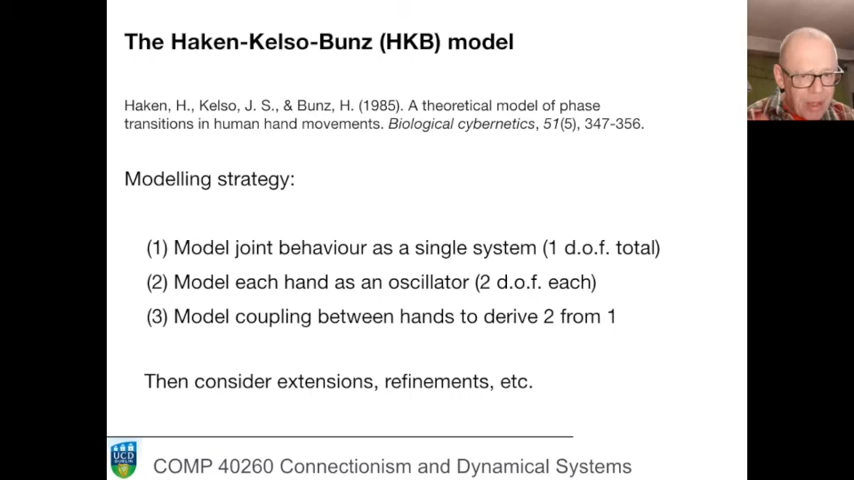 The Haken-Kelso-Bunz (HKB) model
Haken, H., Kelso, J. S., & Bunz, H. (1985). A theoretical model of phase
transitions in human hand movements. Biological cybernetics, 51(5), 347-356.
Modelling strategy:
(1) Model joint behaviour as a single system (1 d.o.f. total)
(2) Model each hand as an oscillator (2 d.o.f. each)
(3) Model coupling between hands to derive 2 from 1
Then consider extensions, refinements, etc.
UCD
DUBLIN
COMP 40260 Connectionism and Dynamical Systems